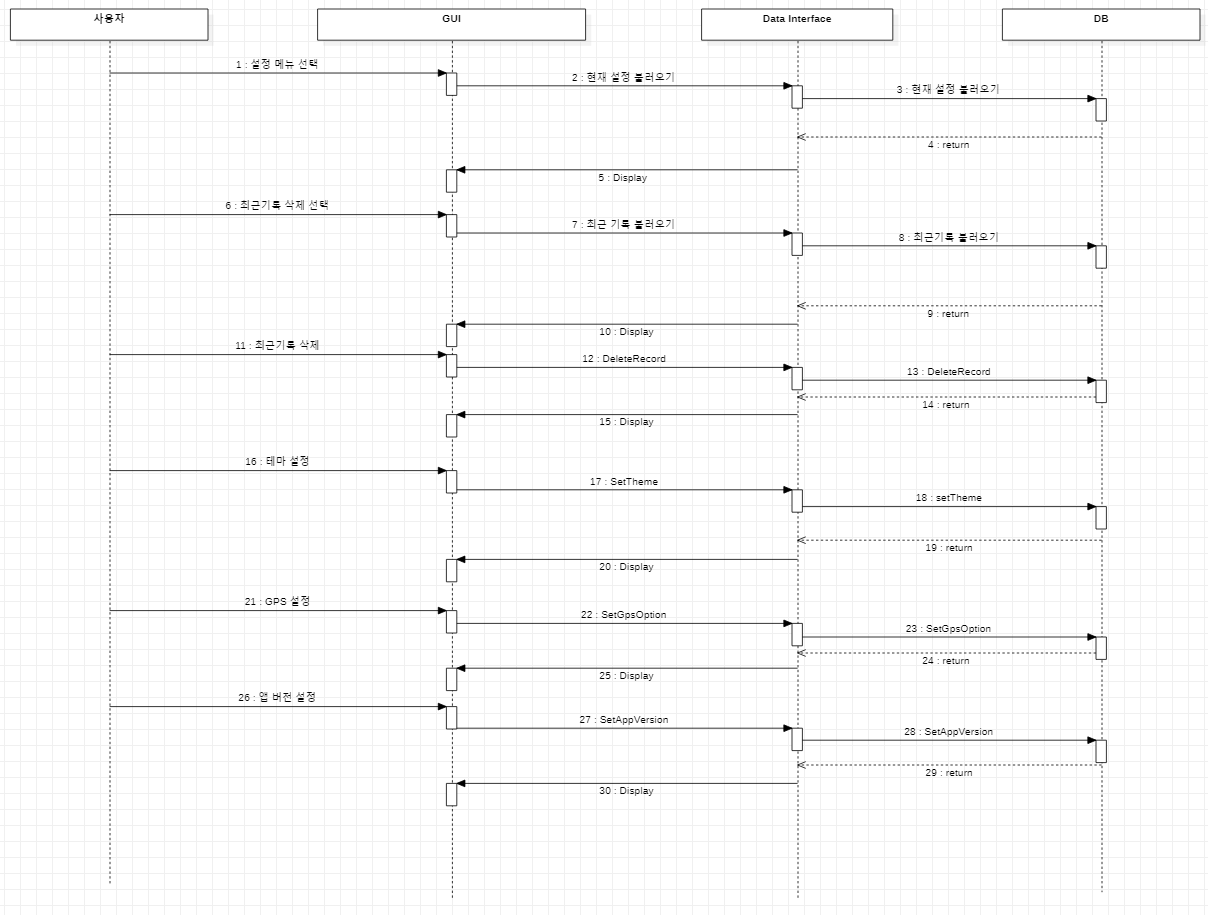 사용자
GUI
Data Interface
DB
1 : 설정 메뉴 선택
2 : 현재 설정 불러오기
3 : 현재 설정 불러오기
4 : return
5 : Display
6 : 최근기록 삭제 선택
7 : 최근 기록 불러오기
8 : 최근기록 불러오기
9 : return
10 : Display
11 : 최근기록 삭제
12 : DeleteRecord
13 : DeleteRecord
14 : return
15 : Display
16 : 테마 설정
17 : SetTheme
18 : setTheme
19 : return
20 : Display
21 : GPS 설정
22 : SetGpsOption
23 : SetGpsOption
24 : return
25 : Display
26 : 앱 버전 설정
27 : SetAppVersion
28 : SetAppVersion
29 : return
30 : Display